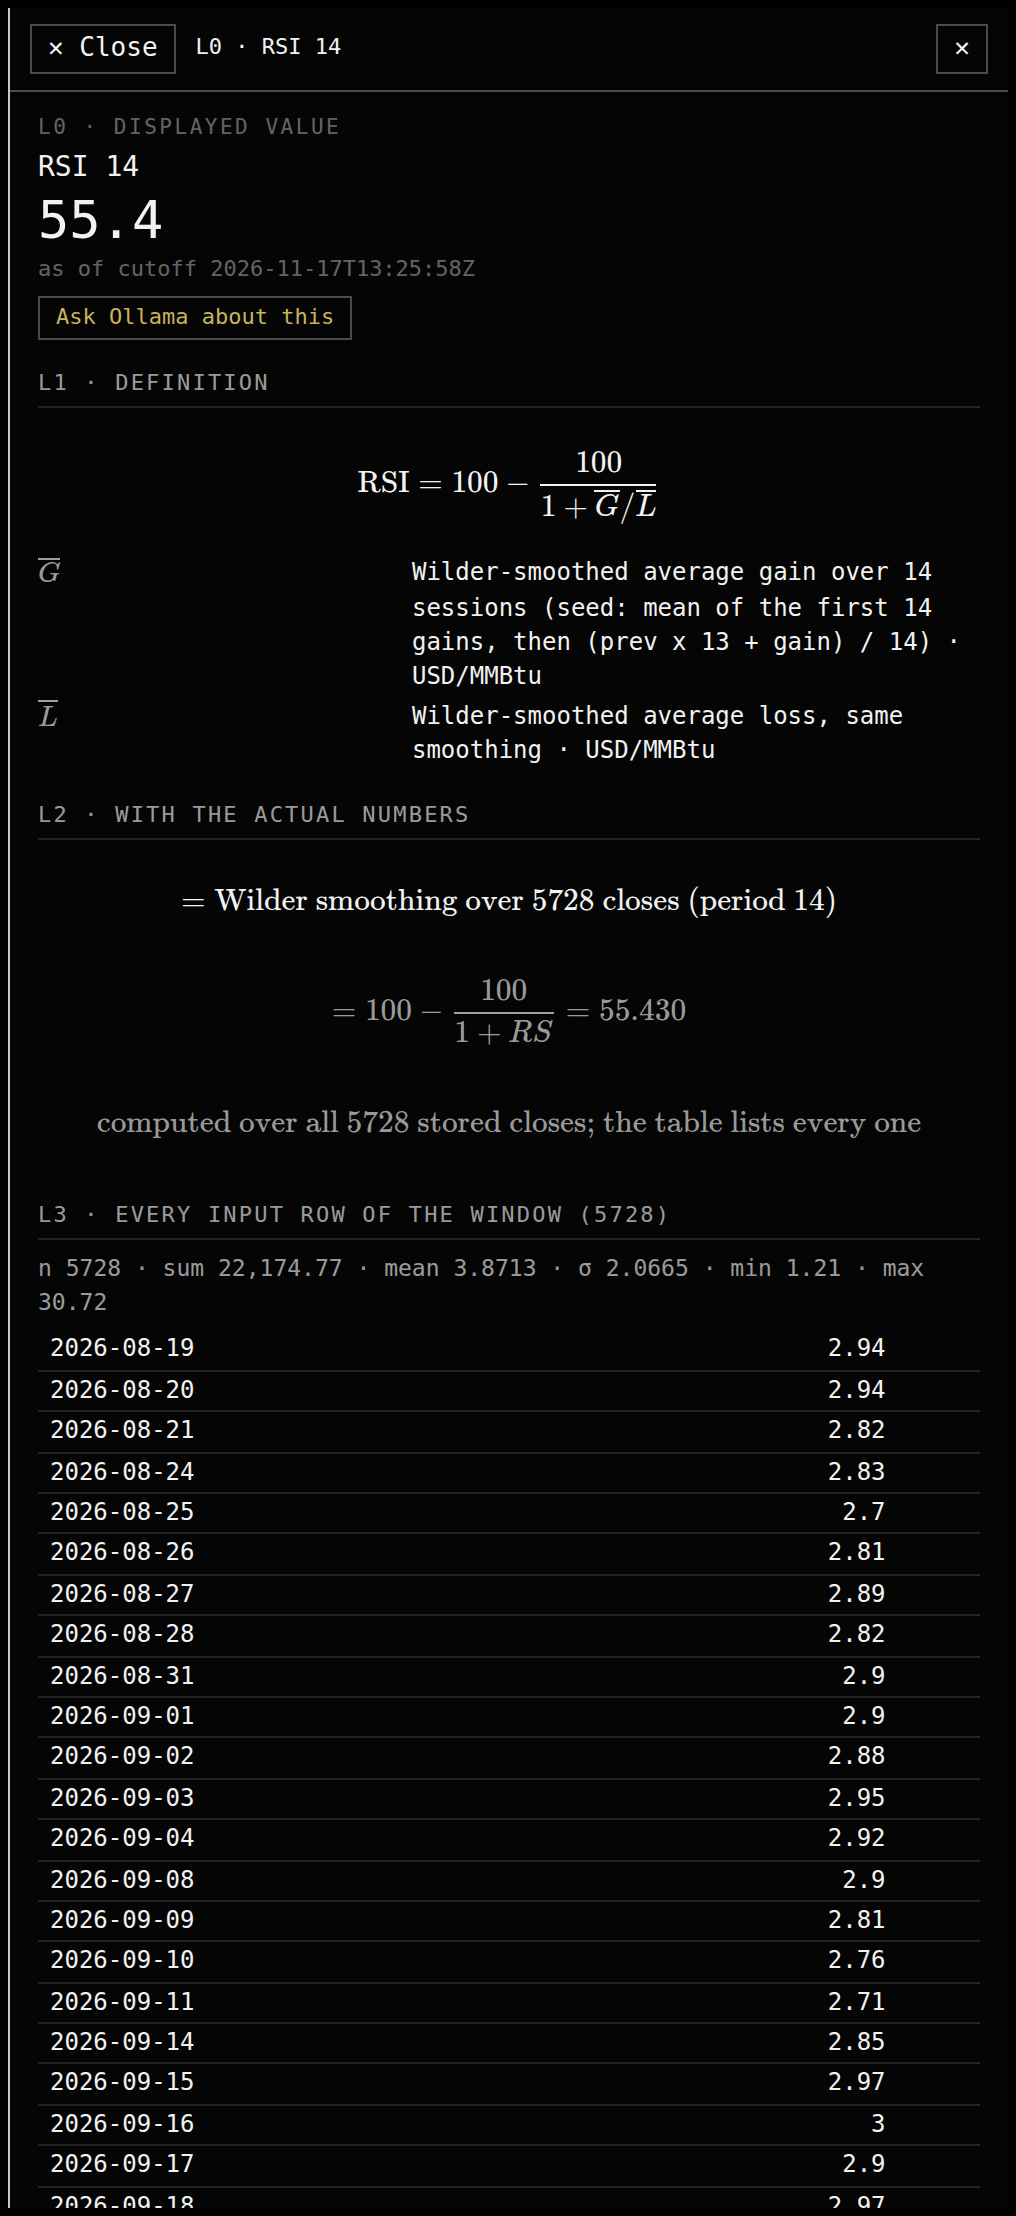 × Close L0 · RSI 14 ×
L0 · DISPLAYED VALUE
RSI 14
55.4
as of cutoff 2026-11-17T13:25:58Z
Ask Ollama about this
L1 · DEFINITION
RSI = 100 − 100 / (1 + G̅/L̅)
G̅ Wilder-smoothed average gain over 14
sessions (seed: mean of the first 14
gains, then (prev x 13 + gain) / 14) ·
USD/MMBtu
L̅ Wilder-smoothed average loss, same
smoothing · USD/MMBtu
L2 · WITH THE ACTUAL NUMBERS
= Wilder smoothing over 5728 closes (period 14)
= 100 − 100 / (1 + RS) = 55.430
computed over all 5728 stored closes; the table lists every one
L3 · EVERY INPUT ROW OF THE WINDOW (5728)
n 5728 · sum 22,174.77 · mean 3.8713 · σ 2.0665 · min 1.21 · max
30.72
2026-08-19 2.94
2026-08-20 2.94
2026-08-21 2.82
2026-08-24 2.83
2026-08-25 2.7
2026-08-26 2.81
2026-08-27 2.89
2026-08-28 2.82
2026-08-31 2.9
2026-09-01 2.9
2026-09-02 2.88
2026-09-03 2.95
2026-09-04 2.92
2026-09-08 2.9
2026-09-09 2.81
2026-09-10 2.76
2026-09-11 2.71
2026-09-14 2.85
2026-09-15 2.97
2026-09-16 3
2026-09-17 2.9
2026-09-18 2.97